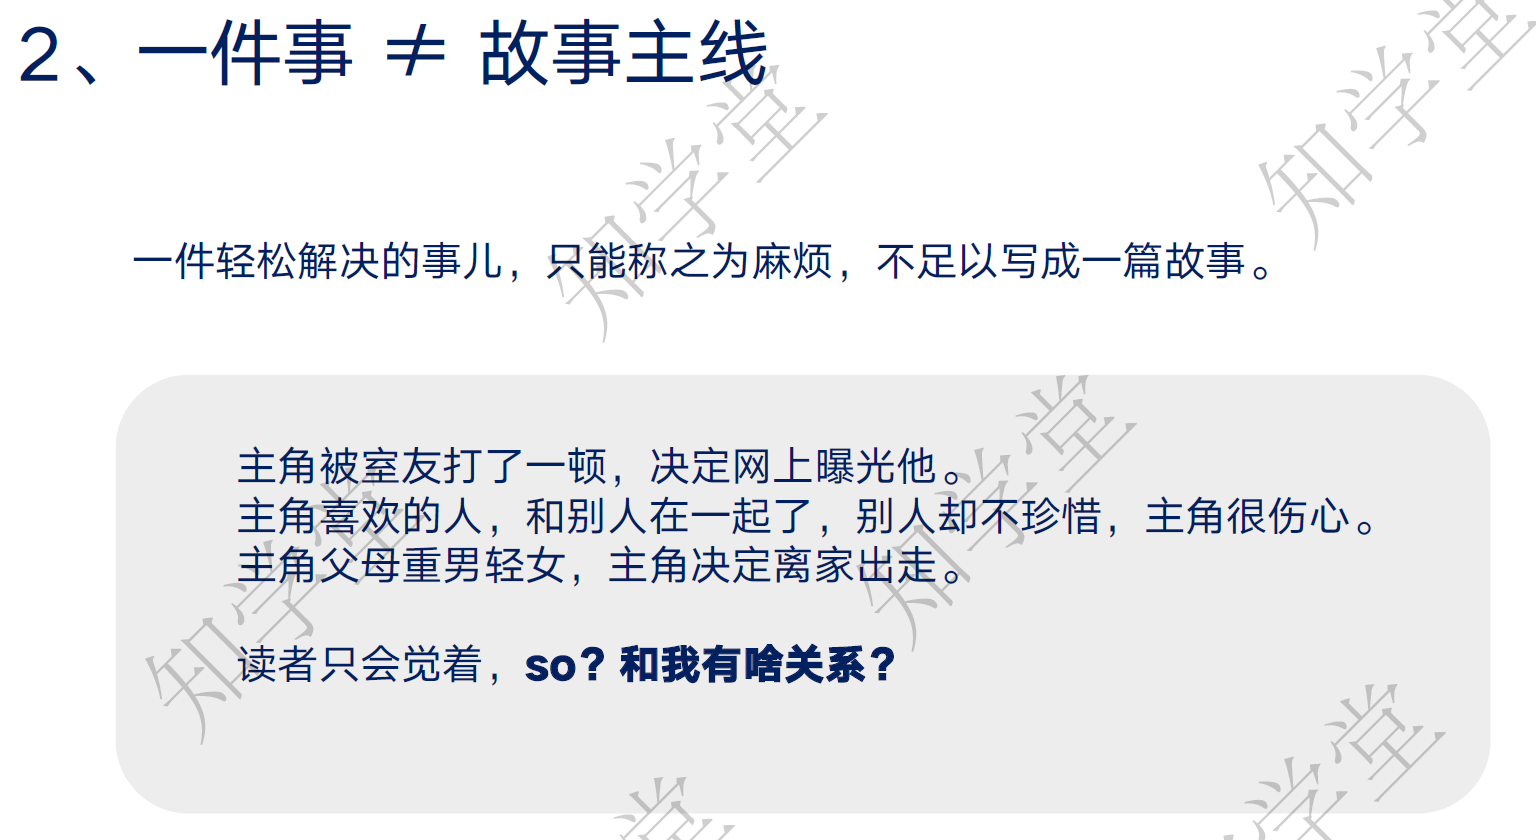 2、一件事 ≠ 故事主线
一件轻松解决的事儿，只能称之为麻烦，不足以写成一篇故事。
主角被室友打了一顿，决定网上曝光他。
主角喜欢的人，和别人在一起了，别人却不珍惜，主角很伤心。
主角父母重男轻女，主角决定离家出走。
读者只会觉着，so？和我有啥关系？
知学堂
知学堂
知学堂
知学堂
学堂
堂